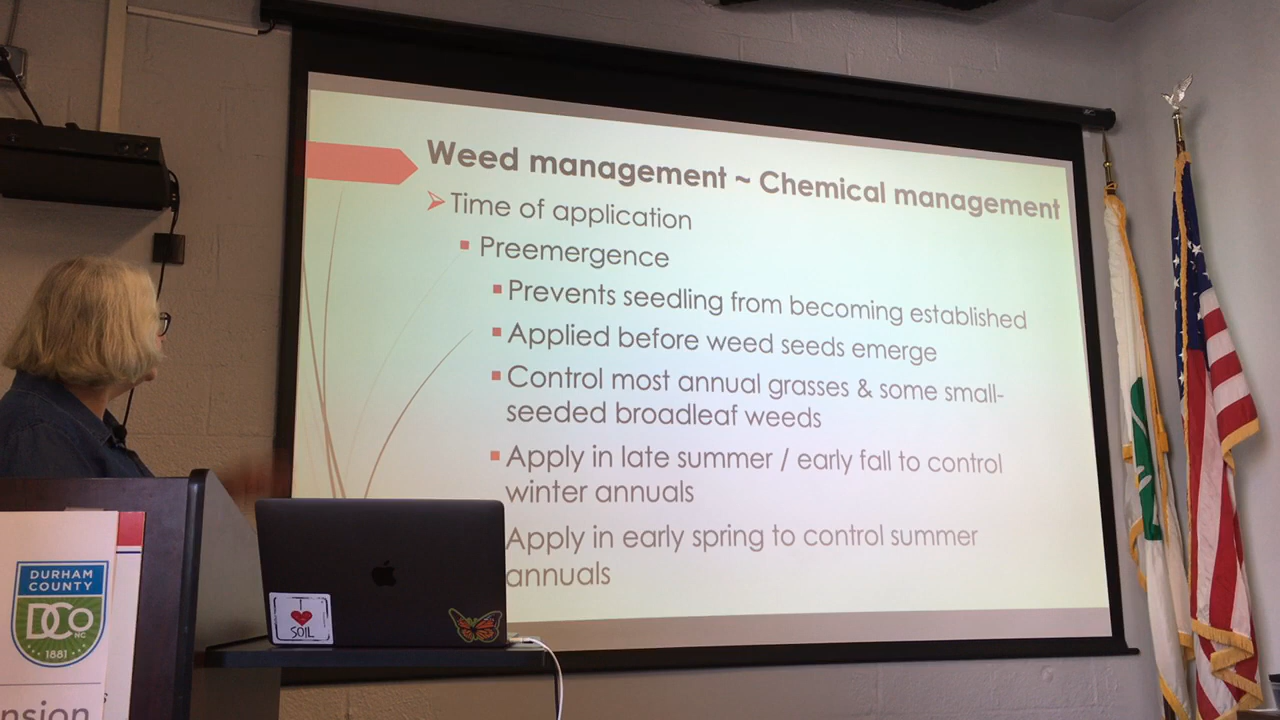 Weed management ~ Chemical management
Time of application
Preemergence
Prevents seedling from becoming established
Applied before weed seeds emerge
Control most annual grasses & some small-
seeded broadleaf weeds
Apply in late summer / early fall to control
winter annuals
Apply in early spring to control summer
annuals
I
SOIL
DURHAM
COUNTY
DCo
NC
1881
nsion